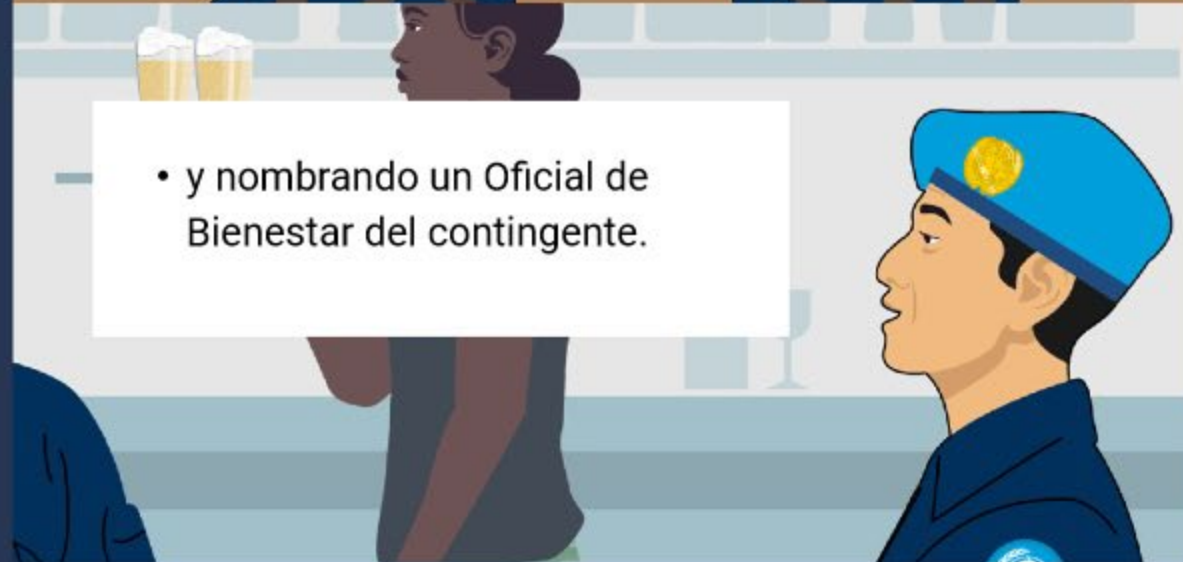 • y nombrando un Oficial de
Bienestar del contingente.